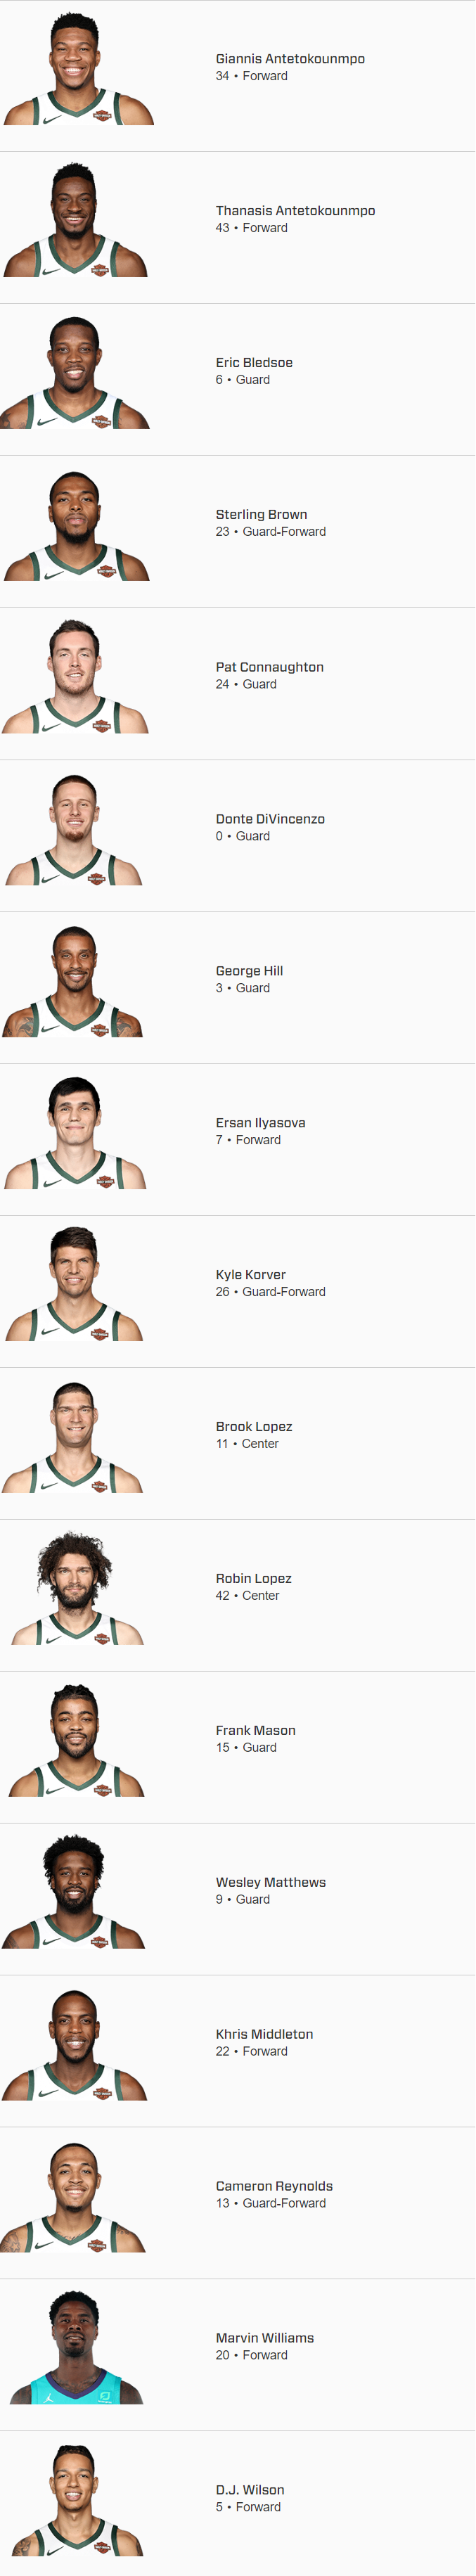 Giannis Antetokounmpo
34 • Forward
Thanasis Antetokounmpo
43 • Forward
Eric Bledsoe
6 • Guard
Sterling Brown
23 • Guard-Forward
Pat Connaughton
24 • Guard
Donte DiVincenzo
0 • Guard
George Hill
3 • Guard
Ersan Ilyasova
7 • Forward
Kyle Korver
26 • Guard-Forward
Brook Lopez
11 • Center
Robin Lopez
42 • Center
Frank Mason
15 • Guard
Wesley Matthews
9 • Guard
Khris Middleton
22 • Forward
Cameron Reynolds
13 • Guard-Forward
Marvin Williams
20 • Forward
D.J. Wilson
5 • Forward